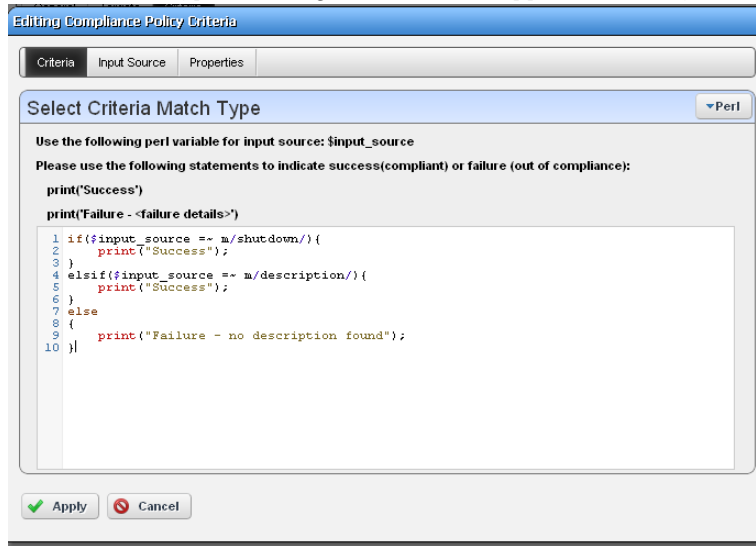 Editing Compliance Policy Criteria
Criteria Input Source Properties
Select Criteria Match Type Perl
Use the following perl variable for input source: $input_source
Please use the following statements to indicate success(compliant) or failure (out of compliance):
print('Success')
print('Failure - <failure details>')
1 if($input_source =~ m/shutdown/){
2 print("Success");
3 }
4 elsif($input_source =~ m/description/){
5 print("Success");
6 }
7 else
8 {
9 print("Failure - no description found");
10 }
Apply Cancel